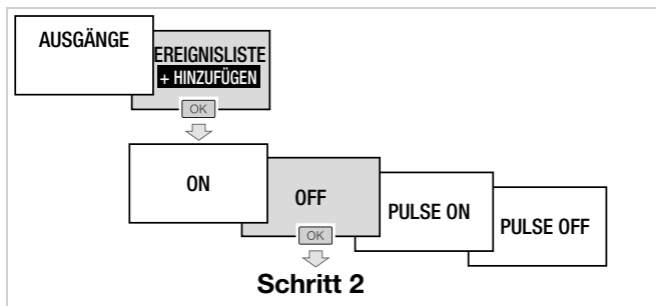 AUSGÄNGE
EREIGNISLISTE
+ HINZUFÜGEN
OK
ON
OFF
PULSE ON
PULSE OFF
OK
Schritt 2